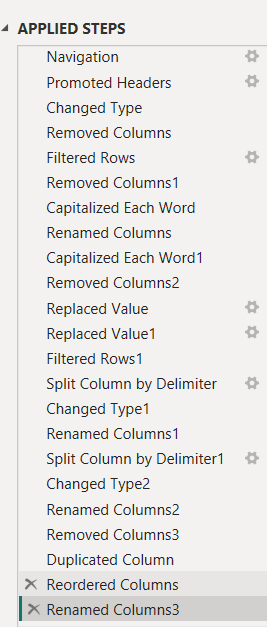 APPLIED STEPS
Navigation
Promoted Headers
Changed Type
Removed Columns
Filtered Rows
Removed Columns1
Capitalized Each Word
Renamed Columns
Capitalized Each Word1
Removed Columns2
Replaced Value
Replaced Value1
Filtered Rows1
Split Column by Delimiter
Changed Type1
Renamed Columns1
Split Column by Delimiter1
Changed Type2
Renamed Columns2
Removed Columns3
Duplicated Column
Reordered Columns
Renamed Columns3